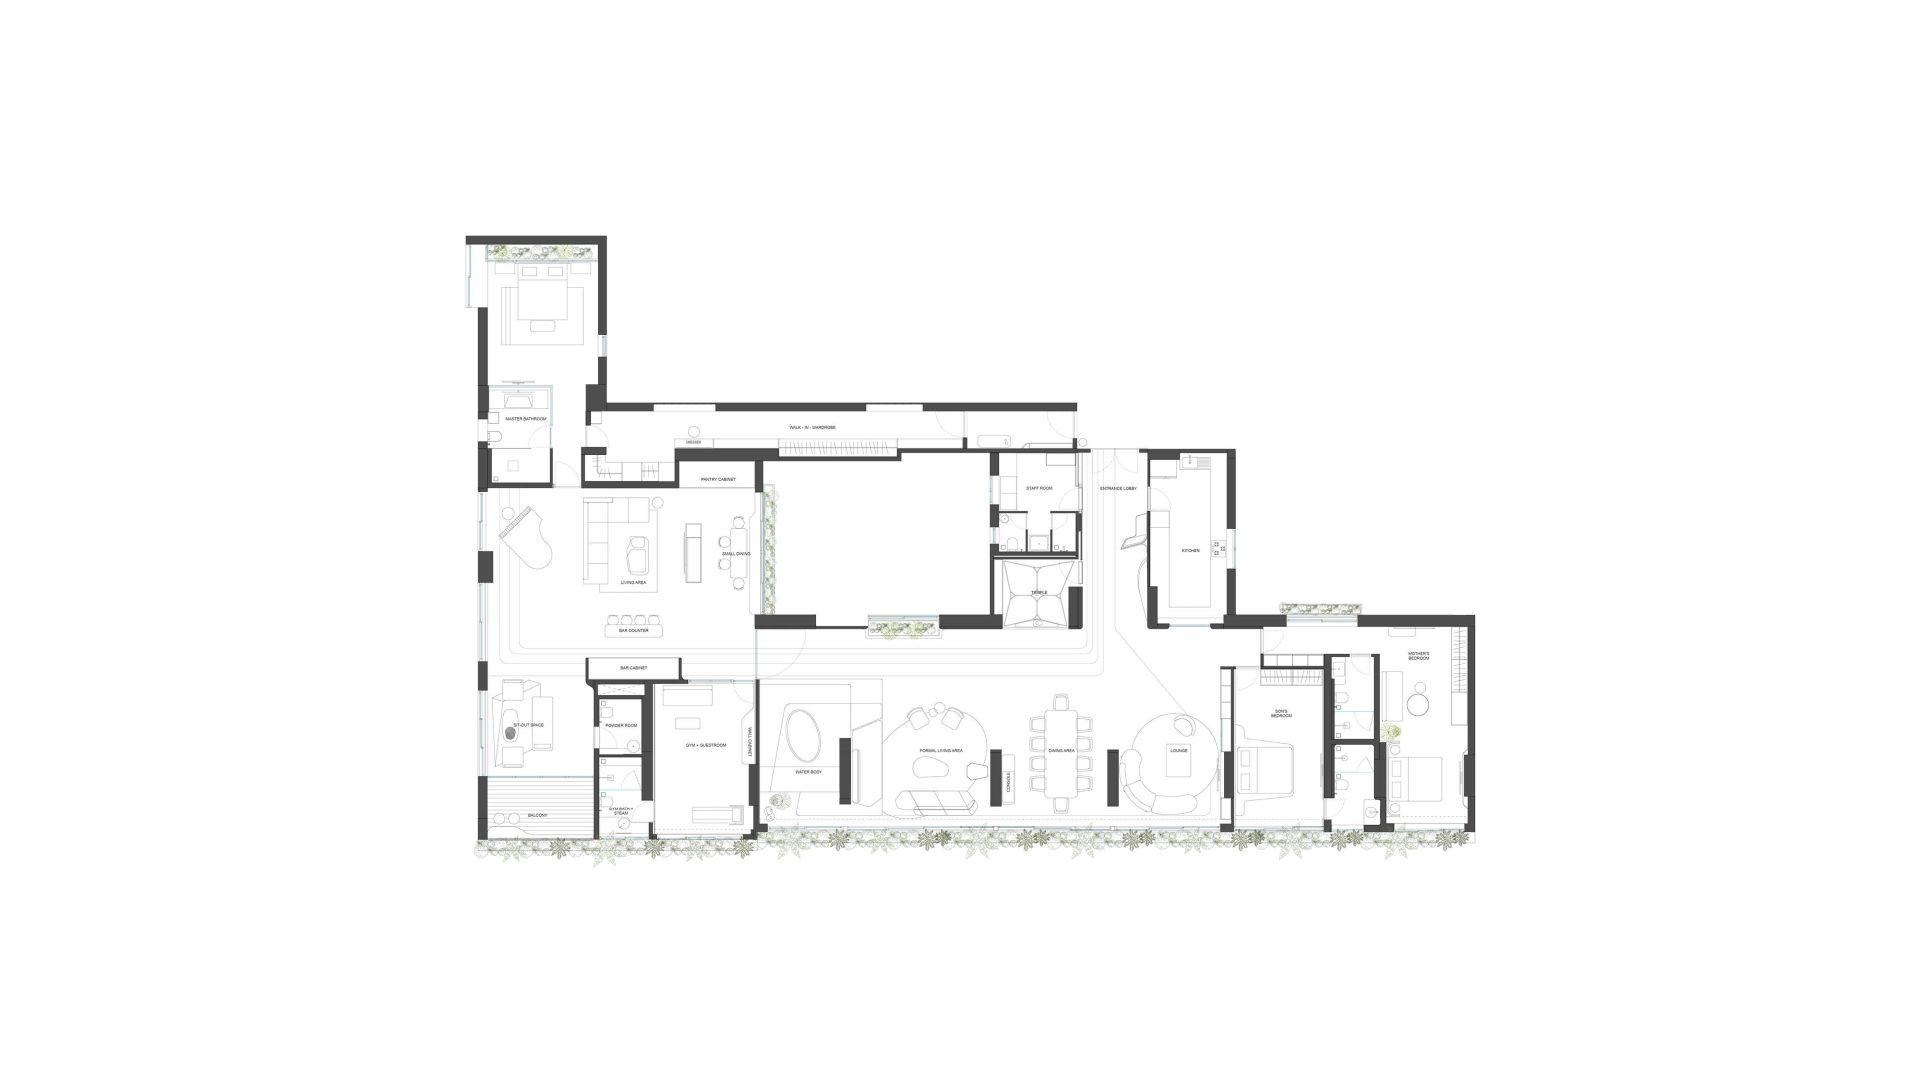 MASTER BATHROOM
WALK - IN - WARDROBE
DRESSER
PANTRY CABINET
STAFF ROOM
ENTRANCE LOBBY
KITCHEN
SMALL DINING
LIVING AREA
TEMPLE
BAR COUNTER
BAR CABINET
MOTHER'S
BEDROOM
SON'S
BEDROOM
SIT-OUT SPACE
POWDER ROOM
GYM + GUESTROOM
WALL CABINET
WATER BODY
FORMAL LIVING AREA
CONSOLE
DINING AREA
LOUNGE
BALCONY
GYM BATH +
STEAM